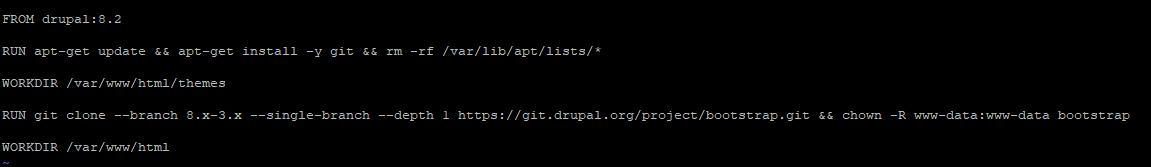 FROM drupal:8.2
RUN apt-get update && apt-get install -y git && rm -rf /var/lib/apt/lists/*
WORKDIR /var/www/html/themes
RUN git clone --branch 8.x-3.x --single-branch --depth 1 https://git.drupal.org/project/bootstrap.git && chown -R www-data:www-data bootstrap
WORKDIR /var/www/html
~